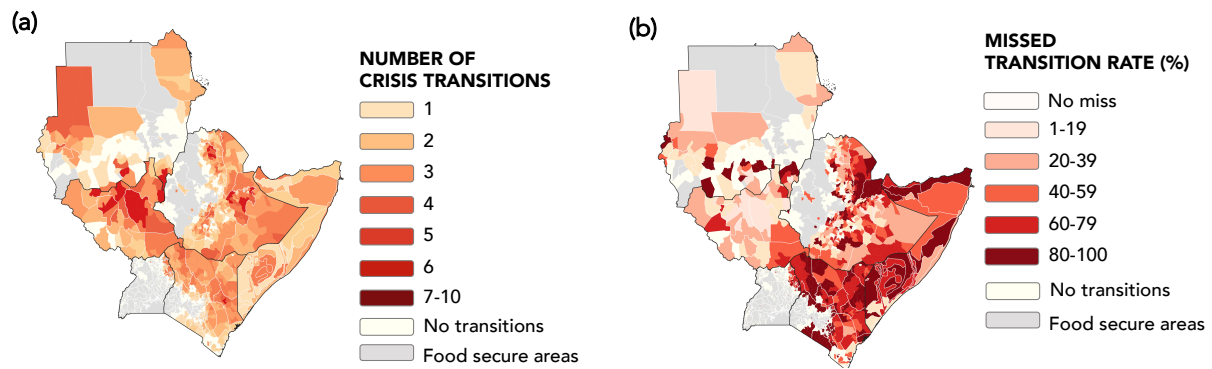 (a)
NUMBER OF
CRISIS TRANSITIONS
1
2
3
4
5
6
7-10
No transitions
Food secure areas
(b)
MISSED
TRANSITION RATE (%)
No miss
1-19
20-39
40-59
60-79
80-100
No transitions
Food secure areas